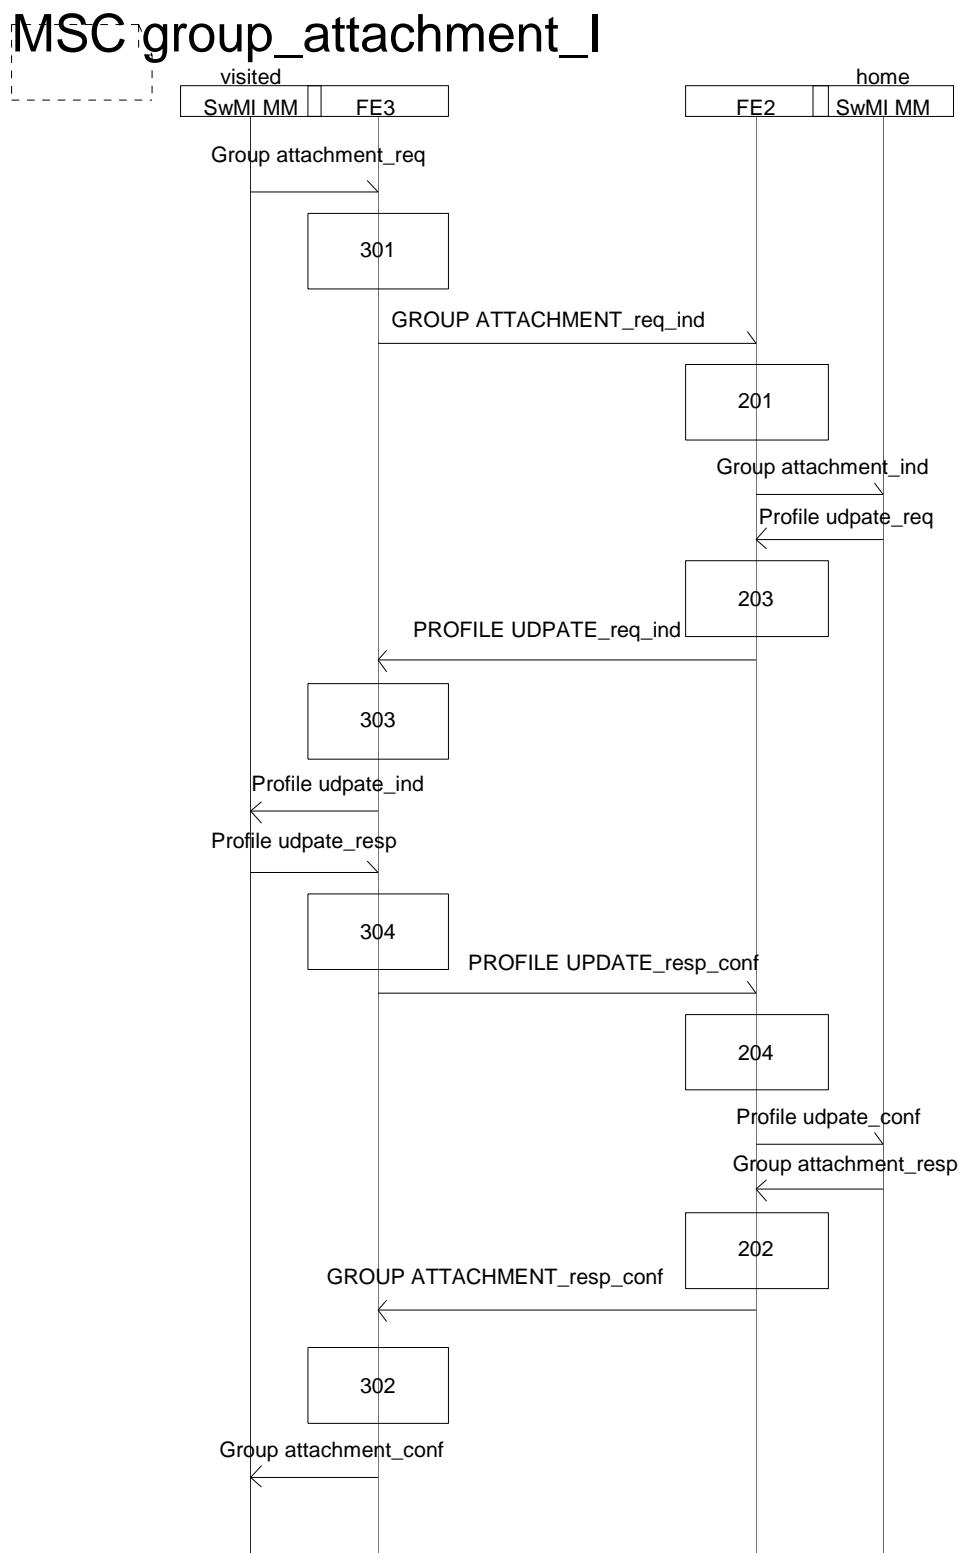 MSC group_attachment_I
visited
home
SwMI MM
FE3
FE2
SwMI MM
Group attachment_req
301
GROUP ATTACHMENT_req_ind
201
Group attachment_ind
Profile udpate_req
203
PROFILE UDPATE_req_ind
303
Profile udpate_ind
Profile udpate_resp
304
PROFILE UPDATE_resp_conf
204
Profile udpate_conf
Group attachment_resp
202
GROUP ATTACHMENT_resp_conf
302
Group attachment_conf